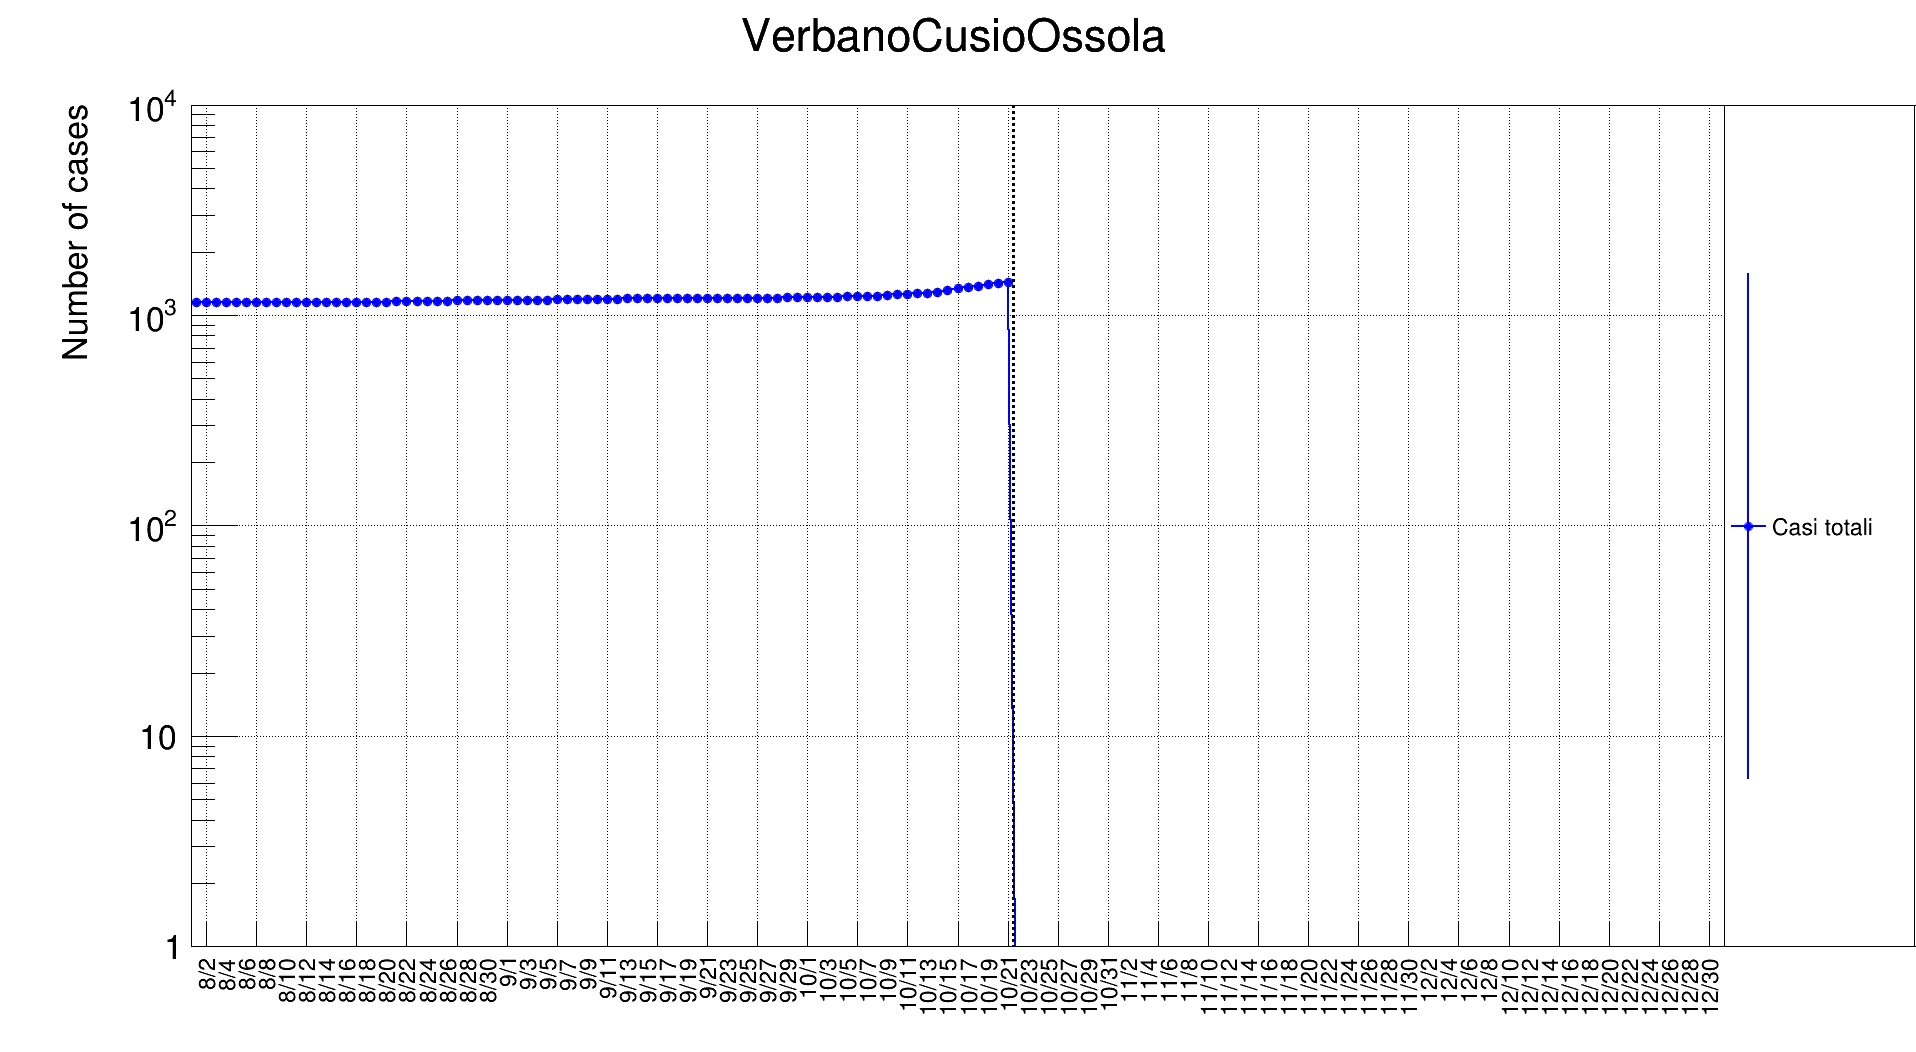 VerbanoCusioOssola
Number of cases
10^4
10^3
10^2
10
1
8/2 8/4 8/6 8/8 8/10 8/12 8/14 8/16 8/18 8/20 8/22 8/24 8/26 8/28 8/30 9/1 9/3 9/5 9/7 9/9 9/11 9/13 9/15 9/17 9/19 9/21 9/23 9/25 9/27 9/29 10/1 10/3 10/5 10/7 10/9 10/11 10/13 10/15 10/17 10/19 10/21 10/23 10/25 10/27 10/29 10/31 11/2 11/4 11/6 11/8 11/10 11/12 11/14 11/16 11/18 11/20 11/22 11/24 11/26 11/28 11/30 12/2 12/4 12/6 12/8 12/10 12/12 12/14 12/16 12/18 12/20 12/22 12/24 12/26 12/28 12/30
Casi totali